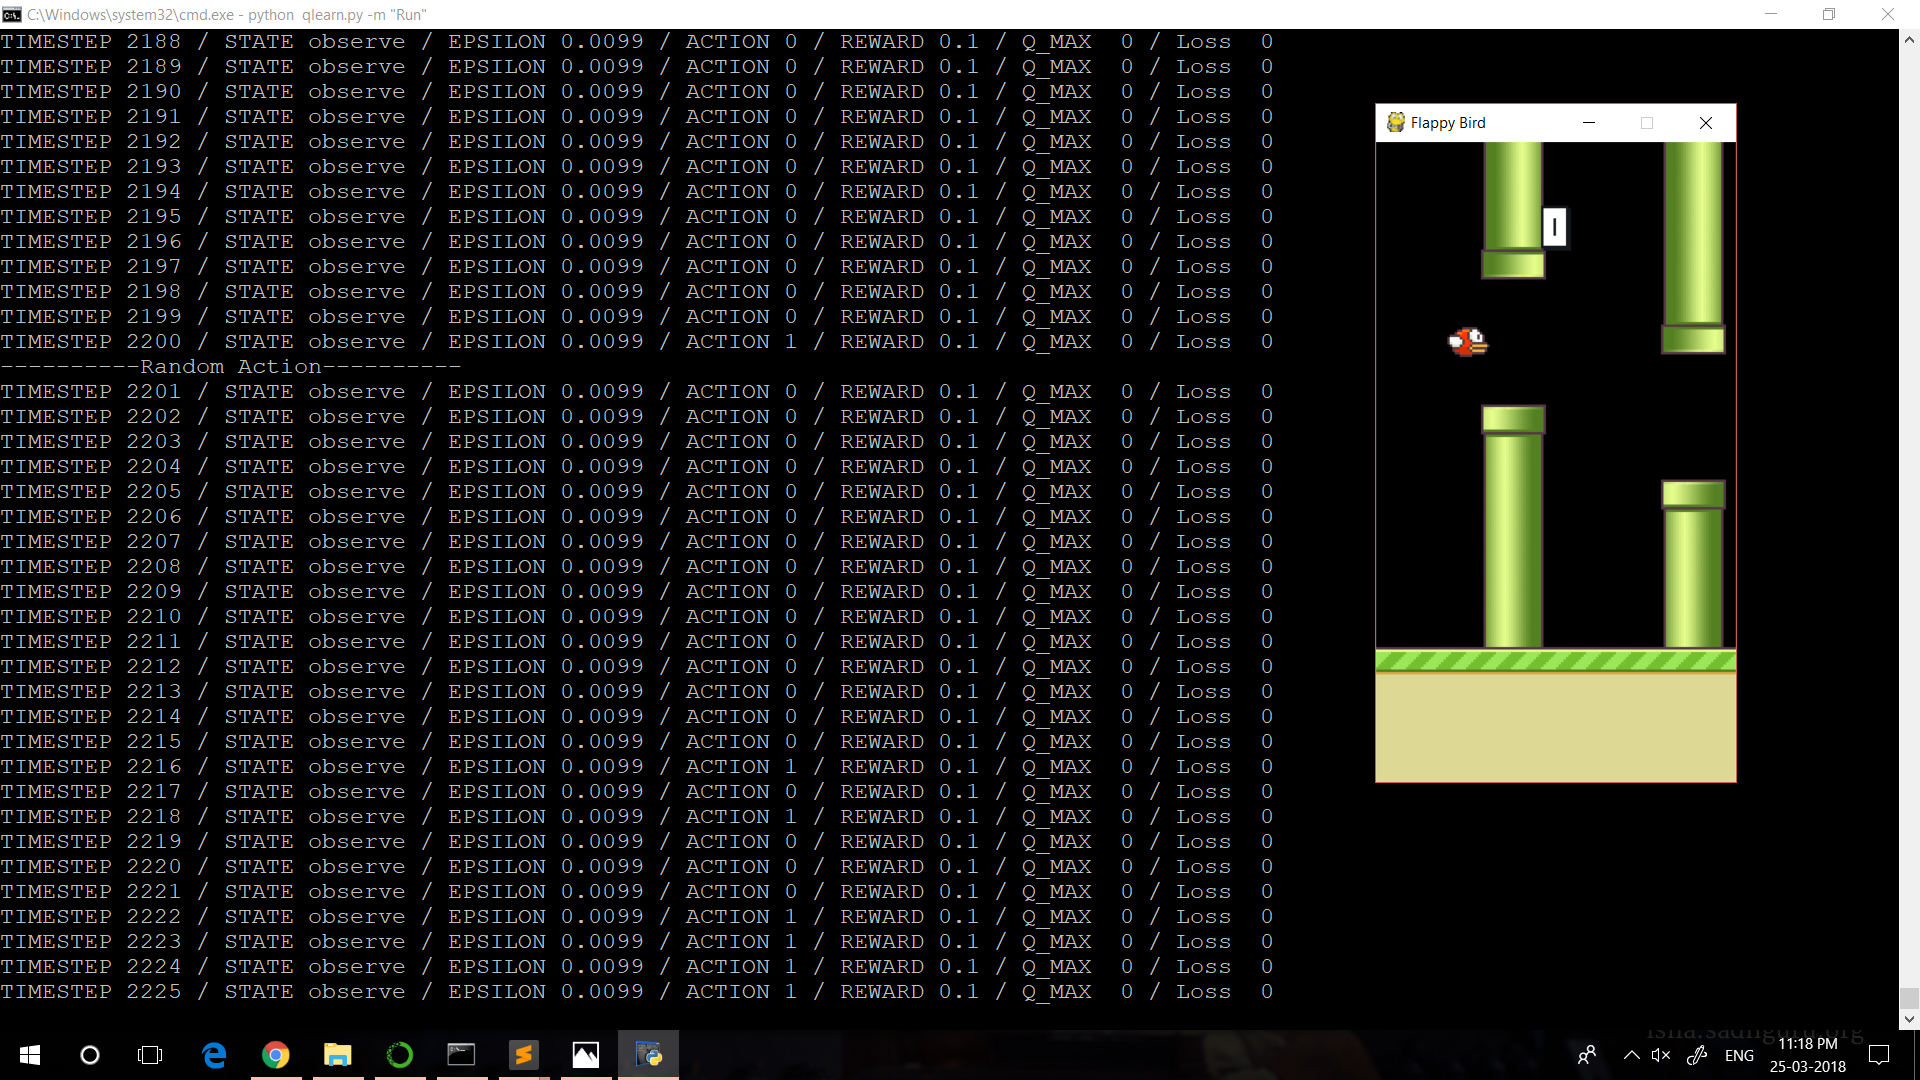 C:\Windows\system32\cmd.exe - python  qlearn.py -m "Run"
TIMESTEP 2188 / STATE observe / EPSILON 0.0099 / ACTION 0 / REWARD 0.1 / Q_MAX  0 / Loss  0
TIMESTEP 2189 / STATE observe / EPSILON 0.0099 / ACTION 0 / REWARD 0.1 / Q_MAX  0 / Loss  0
TIMESTEP 2190 / STATE observe / EPSILON 0.0099 / ACTION 0 / REWARD 0.1 / Q_MAX  0 / Loss  0
TIMESTEP 2191 / STATE observe / EPSILON 0.0099 / ACTION 0 / REWARD 0.1 / Q_MAX  0 / Loss  0
TIMESTEP 2192 / STATE observe / EPSILON 0.0099 / ACTION 0 / REWARD 0.1 / Q_MAX  0 / Loss  0
TIMESTEP 2193 / STATE observe / EPSILON 0.0099 / ACTION 0 / REWARD 0.1 / Q_MAX  0 / Loss  0
TIMESTEP 2194 / STATE observe / EPSILON 0.0099 / ACTION 0 / REWARD 0.1 / Q_MAX  0 / Loss  0
TIMESTEP 2195 / STATE observe / EPSILON 0.0099 / ACTION 0 / REWARD 0.1 / Q_MAX  0 / Loss  0
TIMESTEP 2196 / STATE observe / EPSILON 0.0099 / ACTION 0 / REWARD 0.1 / Q_MAX  0 / Loss  0
TIMESTEP 2197 / STATE observe / EPSILON 0.0099 / ACTION 0 / REWARD 0.1 / Q_MAX  0 / Loss  0
TIMESTEP 2198 / STATE observe / EPSILON 0.0099 / ACTION 0 / REWARD 0.1 / Q_MAX  0 / Loss  0
TIMESTEP 2199 / STATE observe / EPSILON 0.0099 / ACTION 0 / REWARD 0.1 / Q_MAX  0 / Loss  0
TIMESTEP 2200 / STATE observe / EPSILON 0.0099 / ACTION 1 / REWARD 0.1 / Q_MAX  0 / Loss  0
----------Random Action----------
TIMESTEP 2201 / STATE observe / EPSILON 0.0099 / ACTION 0 / REWARD 0.1 / Q_MAX  0 / Loss  0
TIMESTEP 2202 / STATE observe / EPSILON 0.0099 / ACTION 0 / REWARD 0.1 / Q_MAX  0 / Loss  0
TIMESTEP 2203 / STATE observe / EPSILON 0.0099 / ACTION 0 / REWARD 0.1 / Q_MAX  0 / Loss  0
TIMESTEP 2204 / STATE observe / EPSILON 0.0099 / ACTION 0 / REWARD 0.1 / Q_MAX  0 / Loss  0
TIMESTEP 2205 / STATE observe / EPSILON 0.0099 / ACTION 0 / REWARD 0.1 / Q_MAX  0 / Loss  0
TIMESTEP 2206 / STATE observe / EPSILON 0.0099 / ACTION 0 / REWARD 0.1 / Q_MAX  0 / Loss  0
TIMESTEP 2207 / STATE observe / EPSILON 0.0099 / ACTION 0 / REWARD 0.1 / Q_MAX  0 / Loss  0
TIMESTEP 2208 / STATE observe / EPSILON 0.0099 / ACTION 0 / REWARD 0.1 / Q_MAX  0 / Loss  0
TIMESTEP 2209 / STATE observe / EPSILON 0.0099 / ACTION 0 / REWARD 0.1 / Q_MAX  0 / Loss  0
TIMESTEP 2210 / STATE observe / EPSILON 0.0099 / ACTION 0 / REWARD 0.1 / Q_MAX  0 / Loss  0
TIMESTEP 2211 / STATE observe / EPSILON 0.0099 / ACTION 0 / REWARD 0.1 / Q_MAX  0 / Loss  0
TIMESTEP 2212 / STATE observe / EPSILON 0.0099 / ACTION 0 / REWARD 0.1 / Q_MAX  0 / Loss  0
TIMESTEP 2213 / STATE observe / EPSILON 0.0099 / ACTION 0 / REWARD 0.1 / Q_MAX  0 / Loss  0
TIMESTEP 2214 / STATE observe / EPSILON 0.0099 / ACTION 0 / REWARD 0.1 / Q_MAX  0 / Loss  0
TIMESTEP 2215 / STATE observe / EPSILON 0.0099 / ACTION 0 / REWARD 0.1 / Q_MAX  0 / Loss  0
TIMESTEP 2216 / STATE observe / EPSILON 0.0099 / ACTION 1 / REWARD 0.1 / Q_MAX  0 / Loss  0
TIMESTEP 2217 / STATE observe / EPSILON 0.0099 / ACTION 0 / REWARD 0.1 / Q_MAX  0 / Loss  0
TIMESTEP 2218 / STATE observe / EPSILON 0.0099 / ACTION 1 / REWARD 0.1 / Q_MAX  0 / Loss  0
TIMESTEP 2219 / STATE observe / EPSILON 0.0099 / ACTION 0 / REWARD 0.1 / Q_MAX  0 / Loss  0
TIMESTEP 2220 / STATE observe / EPSILON 0.0099 / ACTION 0 / REWARD 0.1 / Q_MAX  0 / Loss  0
TIMESTEP 2221 / STATE observe / EPSILON 0.0099 / ACTION 0 / REWARD 0.1 / Q_MAX  0 / Loss  0
TIMESTEP 2222 / STATE observe / EPSILON 0.0099 / ACTION 1 / REWARD 0.1 / Q_MAX  0 / Loss  0
TIMESTEP 2223 / STATE observe / EPSILON 0.0099 / ACTION 1 / REWARD 0.1 / Q_MAX  0 / Loss  0
TIMESTEP 2224 / STATE observe / EPSILON 0.0099 / ACTION 1 / REWARD 0.1 / Q_MAX  0 / Loss  0
TIMESTEP 2225 / STATE observe / EPSILON 0.0099 / ACTION 1 / REWARD 0.1 / Q_MAX  0 / Loss  0
Flappy Bird
1
isha.sadhguru.org
ENG
11:18 PM
25-03-2018